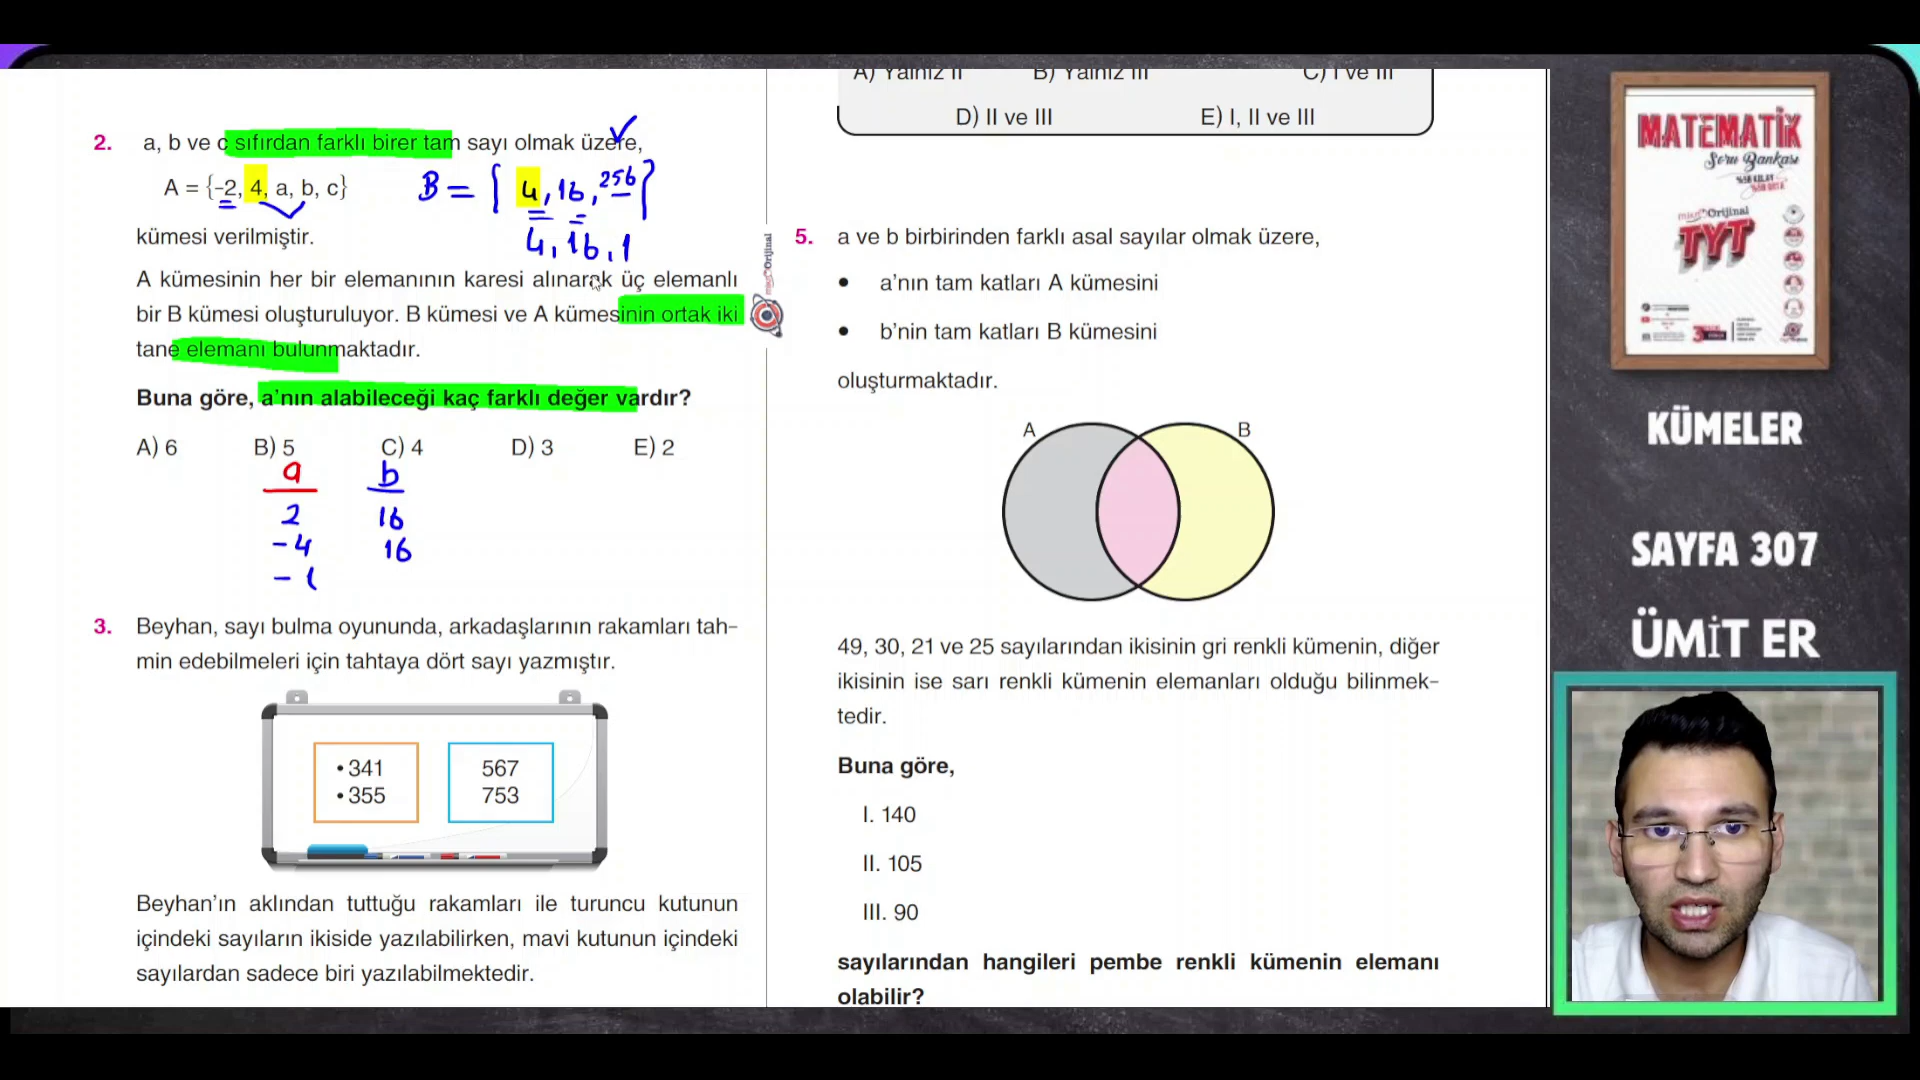 2. a, b ve c sıfırdan farklı birer tam sayı olmak üzere,
A = {-2, 4, a, b, c}
B = { 4, 16, 256 }
4, 16, 1
kümesi verilmiştir.
A kümesinin her bir elemanının karesi alınarak üç elemanlı
bir B kümesi oluşturuluyor. B kümesi ve A kümesinin ortak iki
tane elemanı bulunmaktadır.
Buna göre, a'nın alabileceği kaç farklı değer vardır?
A) 6 B) 5 C) 4 D) 3 E) 2
a b
2 16
-4 16
-1
3. Beyhan, sayı bulma oyununda, arkadaşlarının rakamları tah-
min edebilmeleri için tahtaya dört sayı yazmıştır.
• 341 567
• 355 753
Beyhan'ın aklından tuttuğu rakamları ile turuncu kutunun
içindeki sayıların ikiside yazılabilirken, mavi kutunun içindeki
sayılardan sadece biri yazılabilmektedir.
A) Yalnız II B) Yalnız III C) I ve III
D) II ve III E) I, II ve III
Orijinal
5. a ve b birbirinden farklı asal sayılar olmak üzere,
• a'nın tam katları A kümesini
• b'nin tam katları B kümesini
oluşturmaktadır.
A B
49, 30, 21 ve 25 sayılarından ikisinin gri renkli kümenin, diğer
ikisinin ise sarı renkli kümenin elemanları olduğu bilinmek-
tedir.
Buna göre,
I. 140
II. 105
III. 90
sayılarından hangileri pembe renkli kümenin elemanı
olabilir?
MATEMATİK
Soru Bankası
Orijinal
TYT
KÜMELER
SAYFA 307
ÜMİT ER